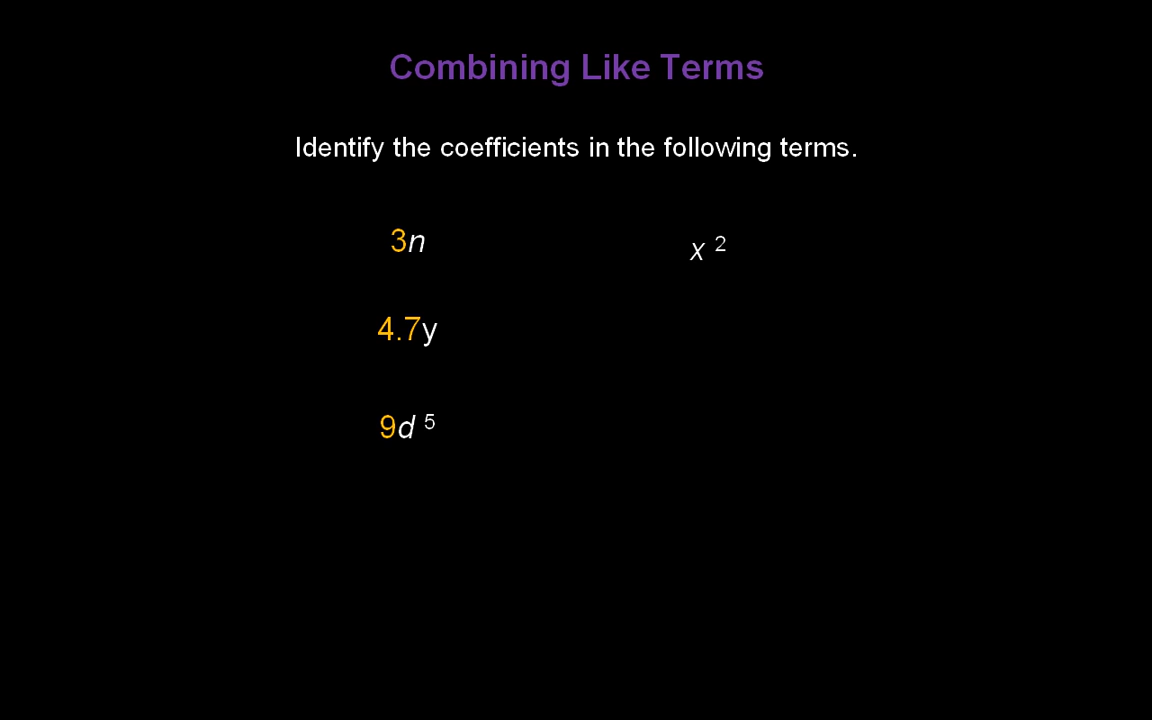 Combining Like Terms
Identify the coefficients in the following terms.
3n
x ²
4.7y
9d ⁵